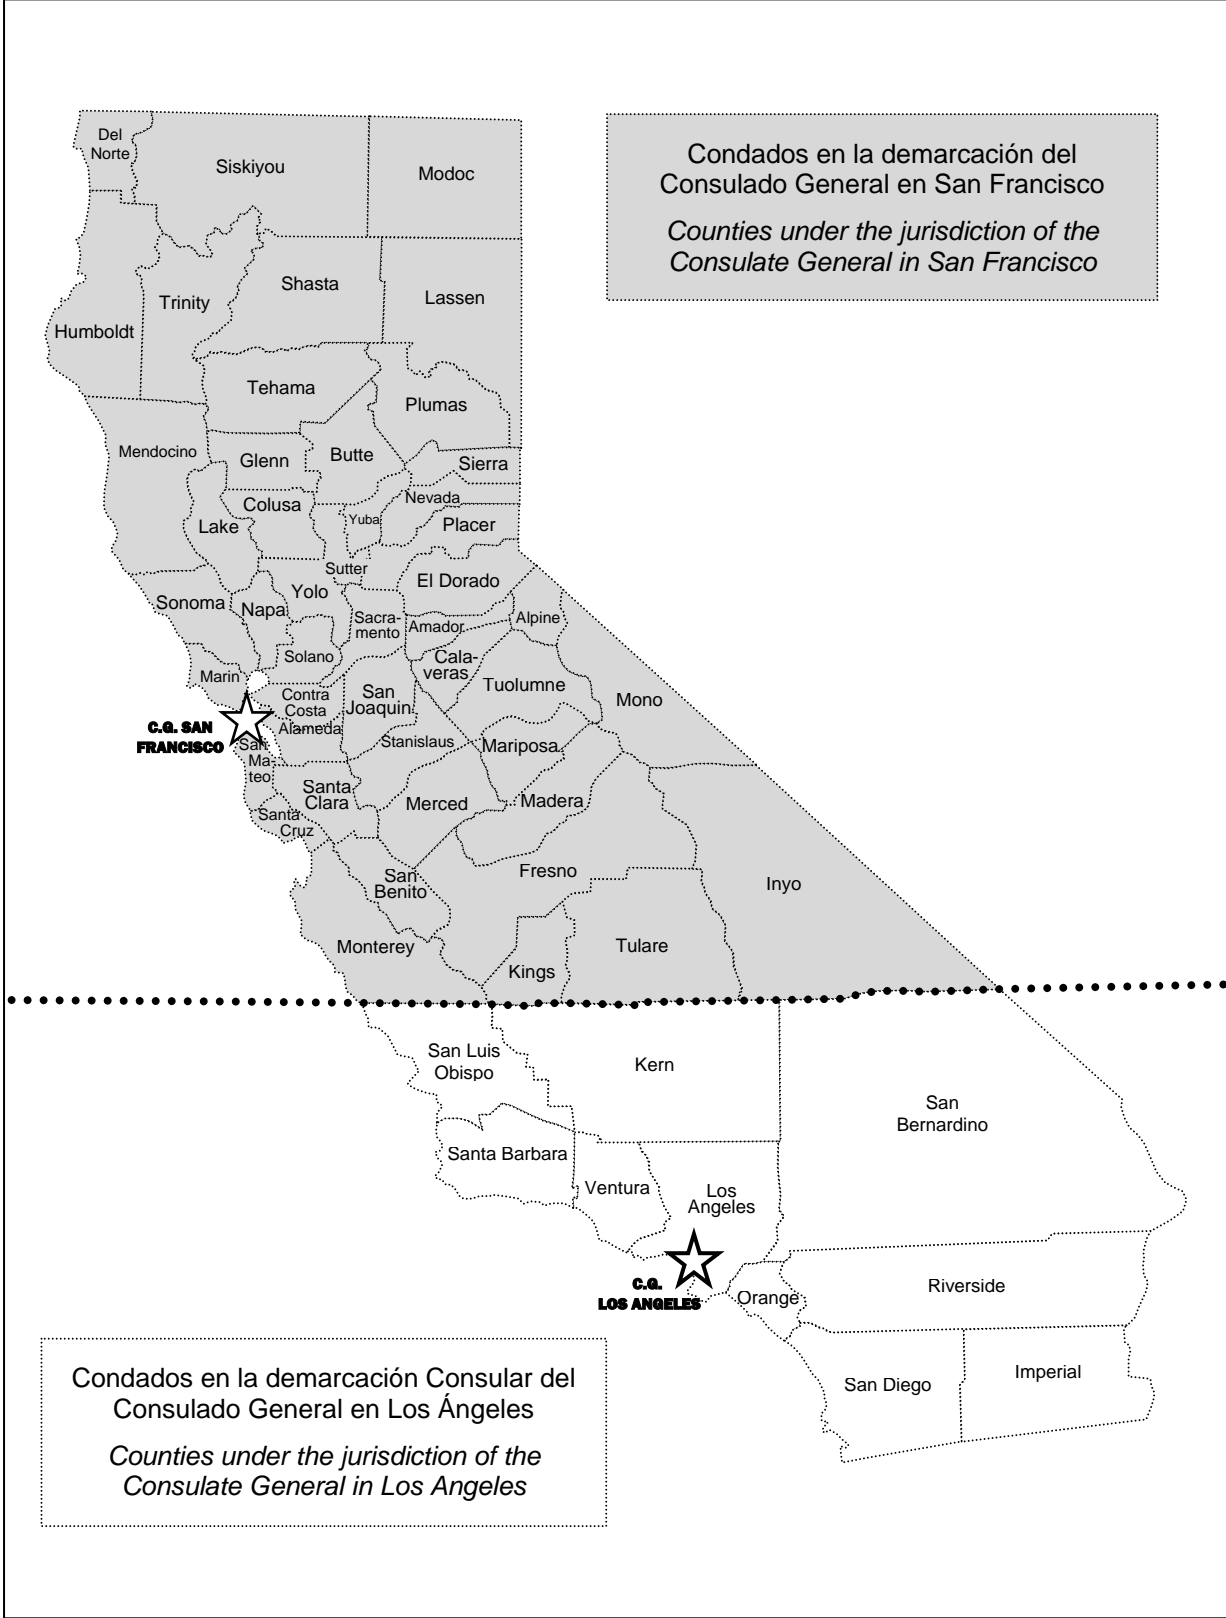 Del
Norte
Siskiyou
Modoc
Condados en la demarcación del
Consulado General en San Francisco
Counties under the jurisdiction of the
Consulate General in San Francisco
Humboldt
Trinity
Shasta
Lassen
Tehama
Plumas
Mendocino
Glenn
Butte
Sierra
Colusa
Lake
Nevada
Yuba
Placer
Sutter
El Dorado
Yolo
Sonoma
Napa
Sacra-
mento
Amador
Alpine
Solano
Cala-
veras
Marin
Tuolumne
Mono
Contra
Costa
San
Joaquin
Alameda
C.G. SAN
FRANCISCO
Stanislaus
Mariposa
San
Ma-
teo
Santa
Clara
Merced
Madera
Santa
Cruz
San
Benito
Fresno
Inyo
Monterey
Kings
Tulare
San Luis
Obispo
Kern
San
Bernardino
Santa Barbara
Ventura
Los
Angeles
C.G.
LOS ANGELES
Orange
Riverside
San Diego
Imperial
Condados en la demarcación Consular del
Consulado General en Los Ángeles
Counties under the jurisdiction of the
Consulate General in Los Angeles